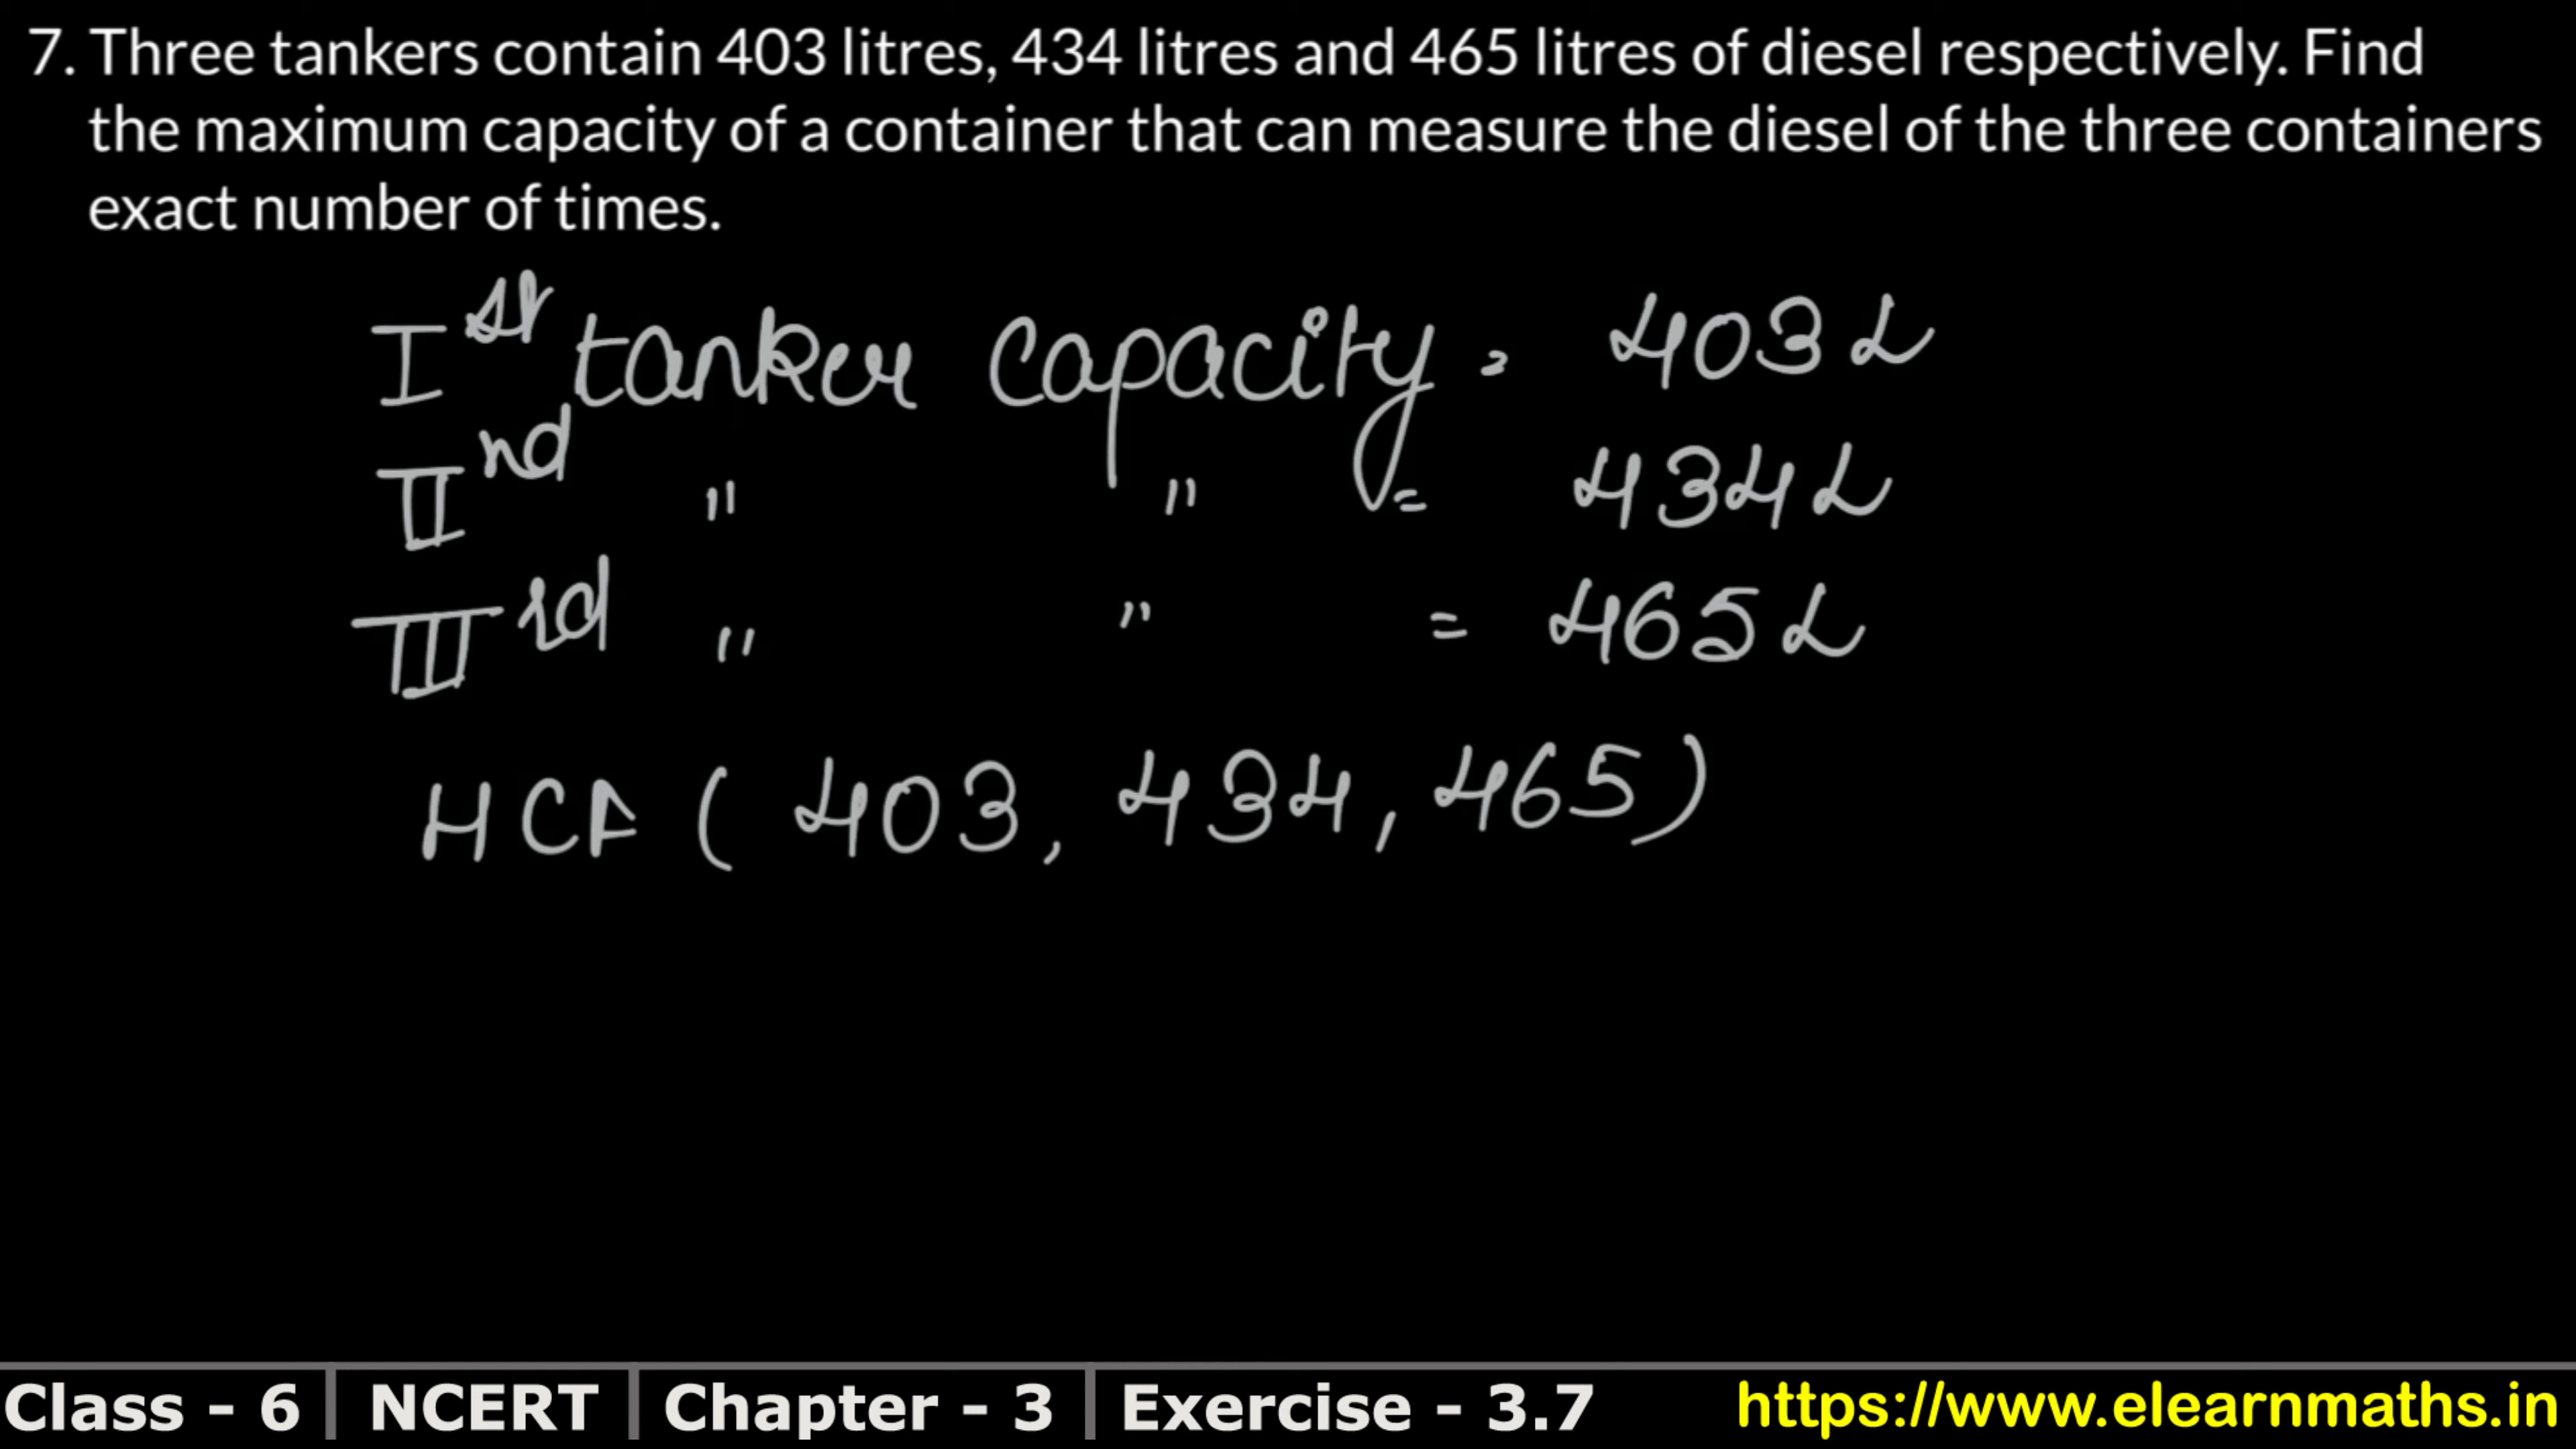 7. Three tankers contain 403 litres, 434 litres and 465 litres of diesel respectively. Find
the maximum capacity of a container that can measure the diesel of the three containers
exact number of times.
Ist tanker capacity = 403 L
IInd " " = 434 L
IIIrd " " = 465 L
HCF ( 403, 434, 465)
Class - 6 | NCERT | Chapter - 3 | Exercise - 3.7 https://www.elearnmaths.in